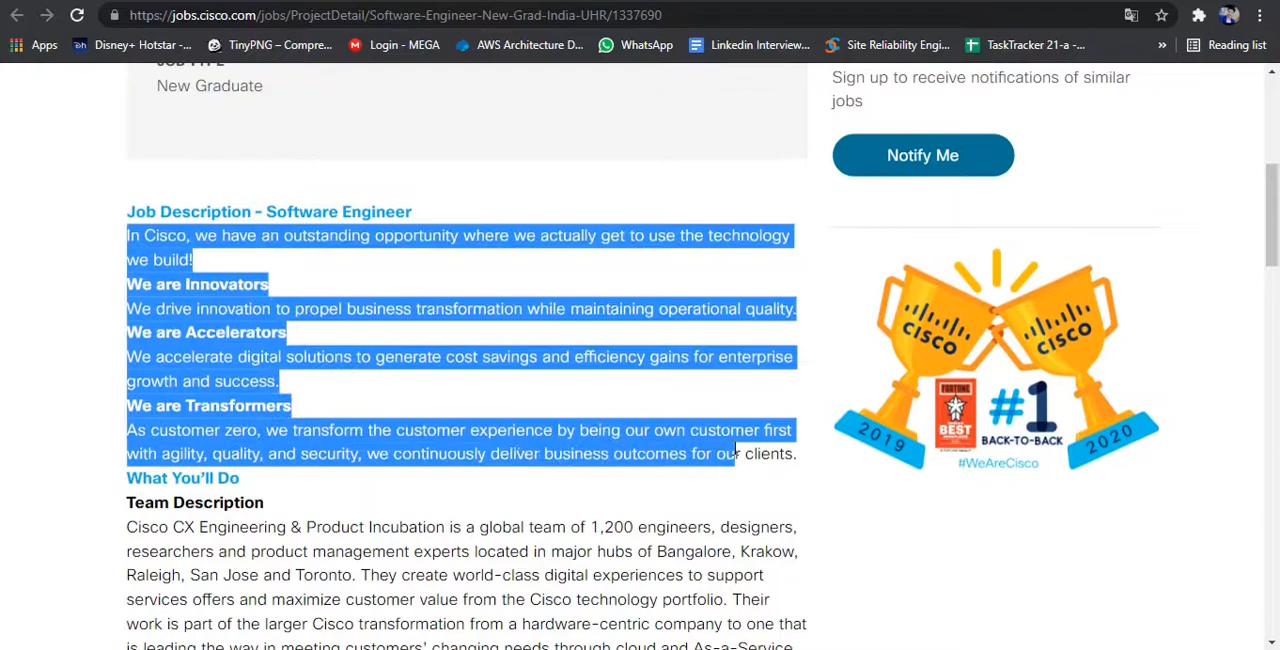 https://jobs.cisco.com/jobs/ProjectDetail/Software-Engineer-New-Grad-India-UHR/1337690
Apps Disney+ Hotstar -... TinyPNG – Compre... Login - MEGA AWS Architecture D... WhatsApp Linkedin Interview... Site Reliability Engi... TaskTracker 21-a -... » Reading list
New Graduate
Sign up to receive notifications of similar
jobs
Notify Me
Job Description - Software Engineer
In Cisco, we have an outstanding opportunity where we actually get to use the technology
we build!
We are Innovators
We drive innovation to propel business transformation while maintaining operational quality.
We are Accelerators
We accelerate digital solutions to generate cost savings and efficiency gains for enterprise
growth and success.
We are Transformers
As customer zero, we transform the customer experience by being our own customer first
with agility, quality, and security, we continuously deliver business outcomes for our clients.
What You'll Do
Team Description
Cisco CX Engineering & Product Incubation is a global team of 1,200 engineers, designers,
researchers and product management experts located in major hubs of Bangalore, Krakow,
Raleigh, San Jose and Toronto. They create world-class digital experiences to support
services offers and maximize customer value from the Cisco technology portfolio. Their
work is part of the larger Cisco transformation from a hardware-centric company to one that
is leading the way in meeting customers' changing needs through cloud and As-a-Service
CISCO
CISCO
FORTUNE
BEST
#1
BACK-TO-BACK
2019
2020
#WeAreCisco